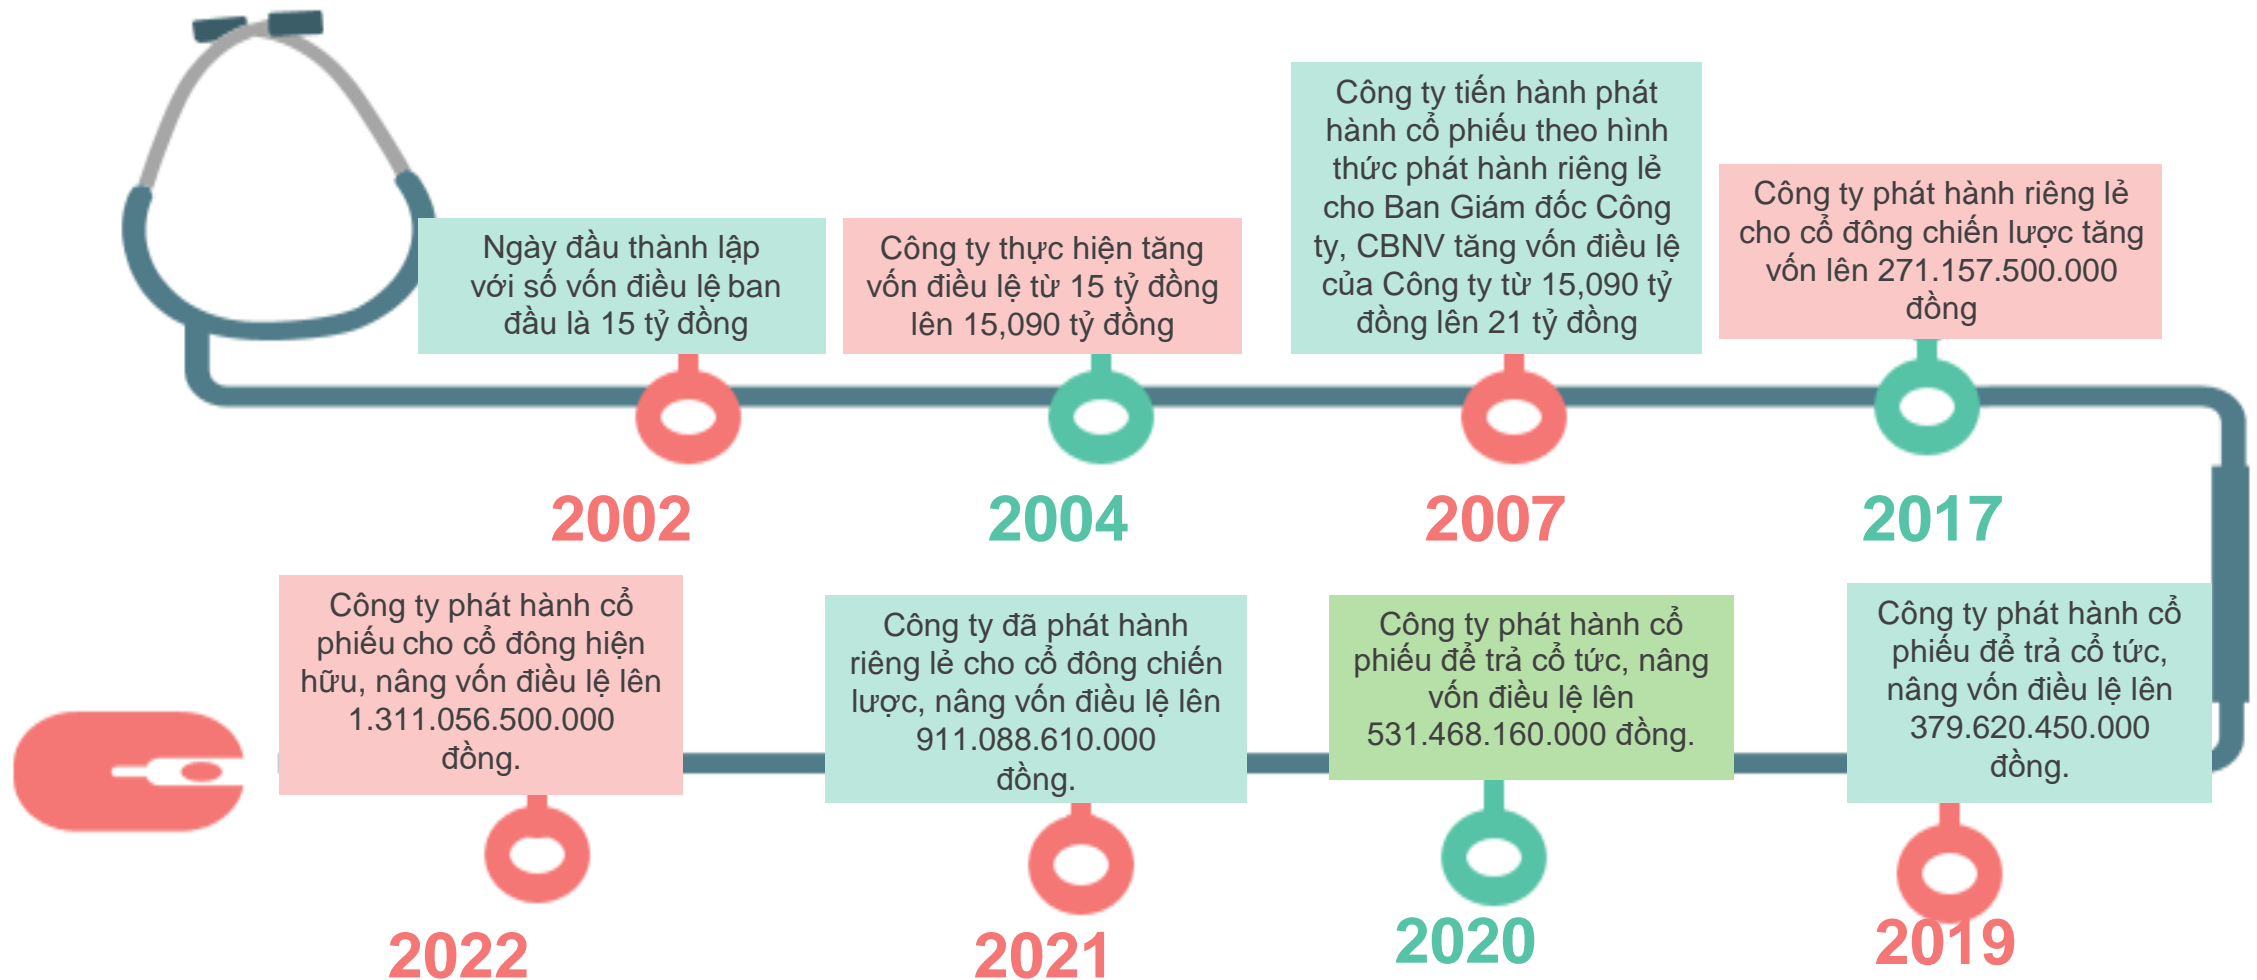 Ngày đầu thành lập
với số vốn điều lệ ban
đầu là 15 tỷ đồng
2002
Công ty thực hiện tăng
vốn điều lệ từ 15 tỷ đồng
lên 15,090 tỷ đồng
2004
Công ty tiến hành phát
hành cổ phiếu theo hình
thức phát hành riêng lẻ
cho Ban Giám đốc Công
ty, CBNV tăng vốn điều lệ
của Công ty từ 15,090 tỷ
đồng lên 21 tỷ đồng
2007
Công ty phát hành riêng lẻ
cho cổ đông chiến lược tăng
vốn lên 271.157.500.000
đồng
2017
Công ty phát hành cổ
phiếu cho cổ đông hiện
hữu, nâng vốn điều lệ lên
1.311.056.500.000
đồng.
2022
Công ty đã phát hành
riêng lẻ cho cổ đông chiến
lược, nâng vốn điều lệ lên
911.088.610.000
đồng.
2021
Công ty phát hành cổ
phiếu để trả cổ tức, nâng
vốn điều lệ lên
531.468.160.000 đồng.
2020
Công ty phát hành cổ
phiếu để trả cổ tức,
nâng vốn điều lệ lên
379.620.450.000
đồng.
2019